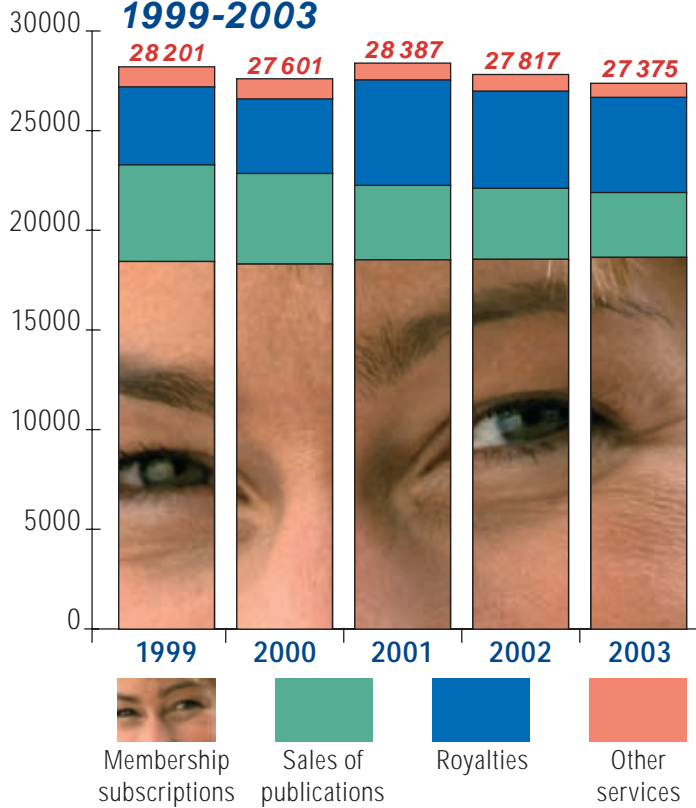 1999-2003
30000
25000
20000
15000
10000
5000
0
28 201
27 601
28 387
27 817
27 375
1999 2000 2001 2002 2003
Membership subscriptions
Sales of publications
Royalties
Other services